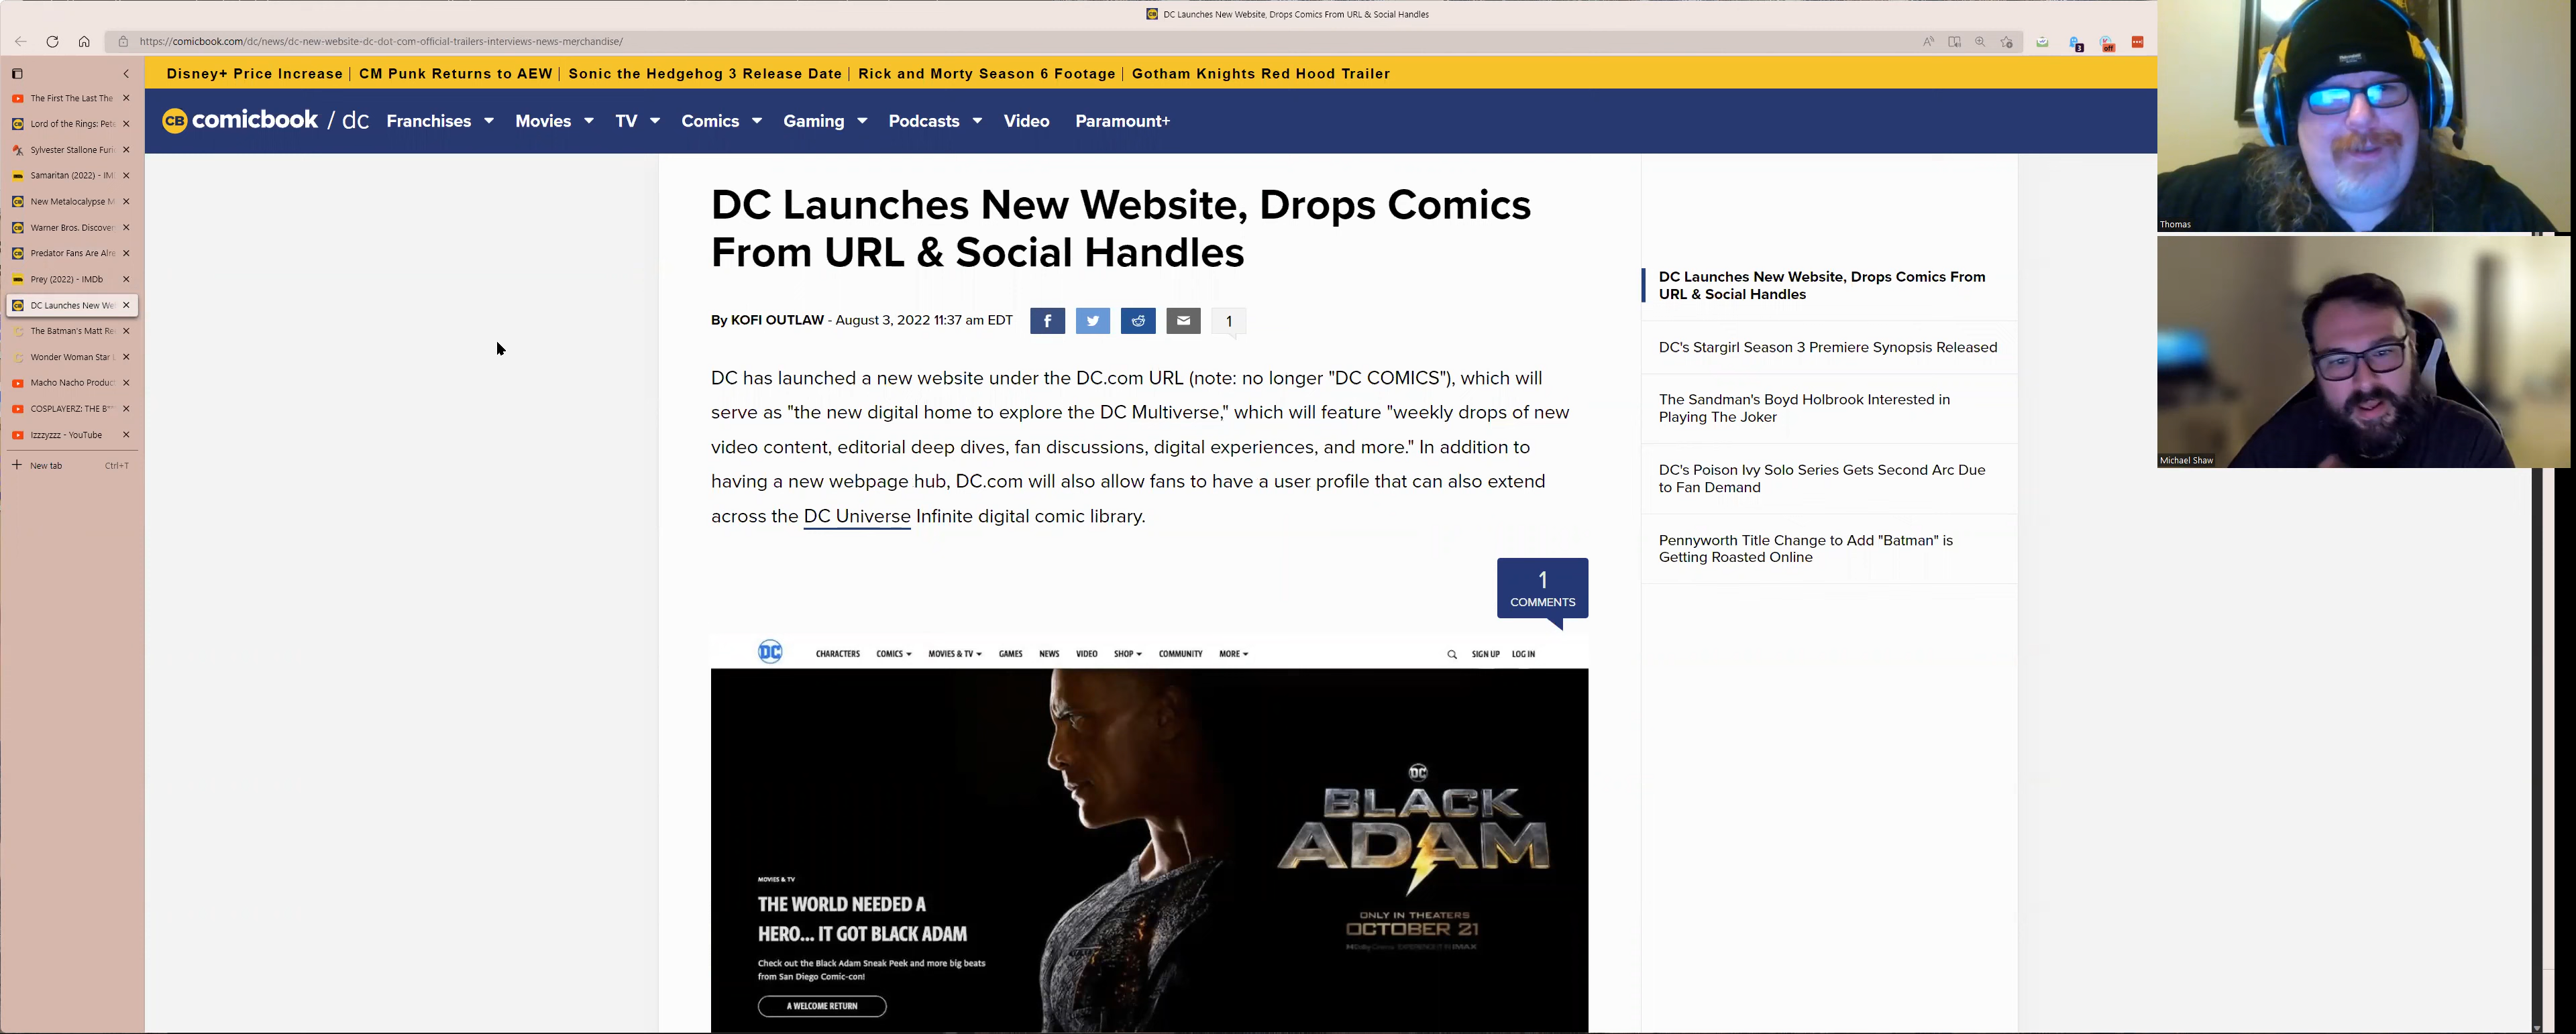 DC Launches New Website, Drops Comics From URL & Social Handles
https://comicbook.com/dc/news/dc-new-website-dc-dot-com-official-trailers-interviews-news-merchandise/
3
off
The First The Last The
Lord of the Rings: Pet
Sylvester Stallone Furi
Samaritan (2022) - IM
New Metalocalypse M
Warner Bros. Discover
Predator Fans Are Alre
Prey (2022) - IMDb
DC Launches New We
The Batman's Matt Re
Wonder Woman Star
Macho Nacho Produc
COSPLAYERZ: THE B
Izzzyzzz - YouTube
New tab Ctrl+T
Disney+ Price Increase | CM Punk Returns to AEW | Sonic the Hedgehog 3 Release Date | Rick and Morty Season 6 Footage | Gotham Knights Red Hood Trailer
CB comicbook / dc Franchises Movies TV Comics Gaming Podcasts Video Paramount+
DC Launches New Website, Drops Comics
From URL & Social Handles
By KOFI OUTLAW - August 3, 2022 11:37 am EDT
1
DC has launched a new website under the DC.com URL (note: no longer "DC COMICS"), which will
serve as "the new digital home to explore the DC Multiverse," which will feature "weekly drops of new
video content, editorial deep dives, fan discussions, digital experiences, and more." In addition to
having a new webpage hub, DC.com will also allow fans to have a user profile that can also extend
across the DC Universe Infinite digital comic library.
1
COMMENTS
DC CHARACTERS COMICS MOVIES & TV GAMES NEWS VIDEO SHOP COMMUNITY MORE SIGN UP LOG IN
MOVIES & TV
THE WORLD NEEDED A
HERO... IT GOT BLACK ADAM
Check out the Black Adam Sneak Peek and more big beats
from San Diego Comic-con!
A WELCOME RETURN
DC
BLACK
ADAM
ONLY IN THEATERS
OCTOBER 21
DC Launches New Website, Drops Comics From
URL & Social Handles
DC's Stargirl Season 3 Premiere Synopsis Released
The Sandman's Boyd Holbrook Interested in
Playing The Joker
DC's Poison Ivy Solo Series Gets Second Arc Due
to Fan Demand
Pennyworth Title Change to Add "Batman" is
Getting Roasted Online
Thomas
Michael Shaw